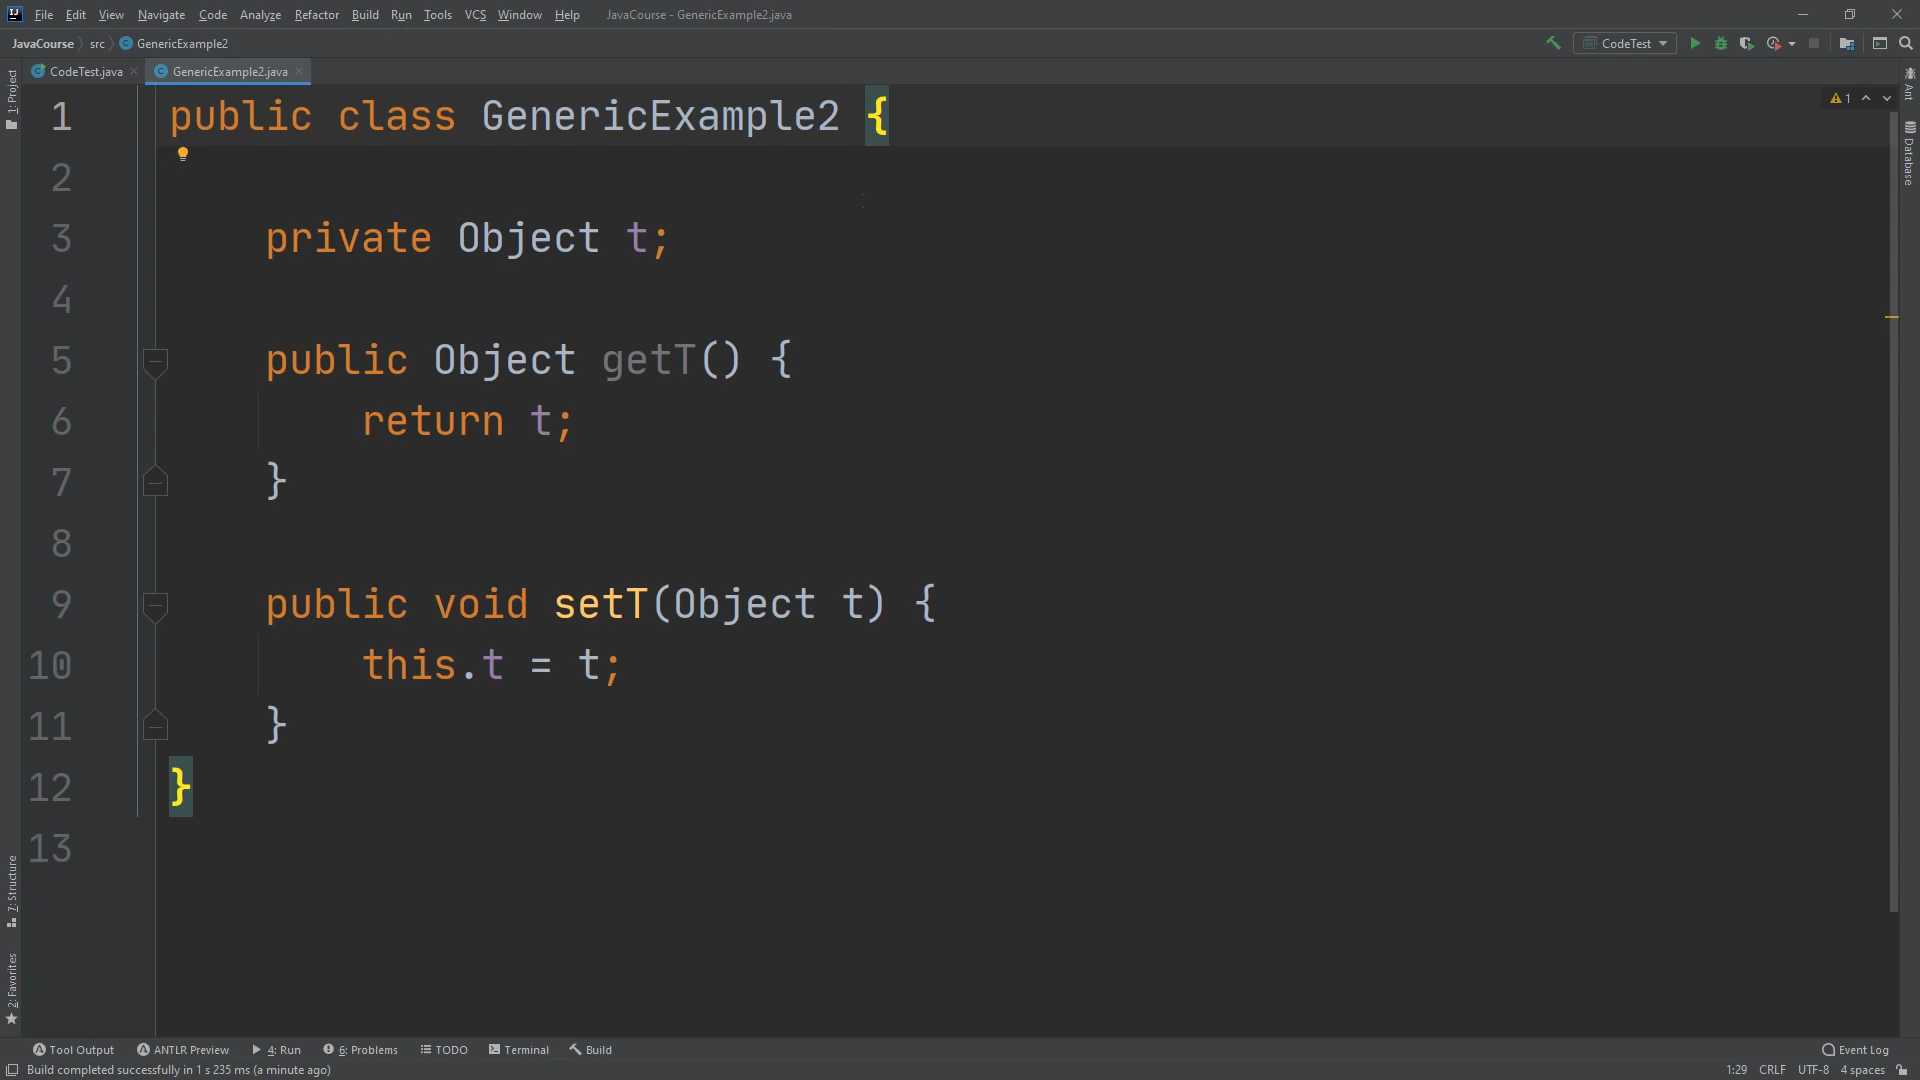 File Edit View Navigate Code Analyze Refactor Build Run Tools VCS Window Help JavaCourse - GenericExample2.java
JavaCourse src GenericExample2 CodeTest
CodeTest.java GenericExample2.java
1: Project
Ant
Database
1
1 public class GenericExample2 {
2
3 private Object t;
4
5 public Object getT() {
6 return t;
7 }
8
9 public void setT(Object t) {
10 this.t = t;
11 }
12 }
13
7: Structure
2: Favorites
Tool Output ANTLR Preview 4: Run 6: Problems TODO Terminal Build Event Log
Build completed successfully in 1 s 235 ms (a minute ago) 1:29 CRLF UTF-8 4 spaces